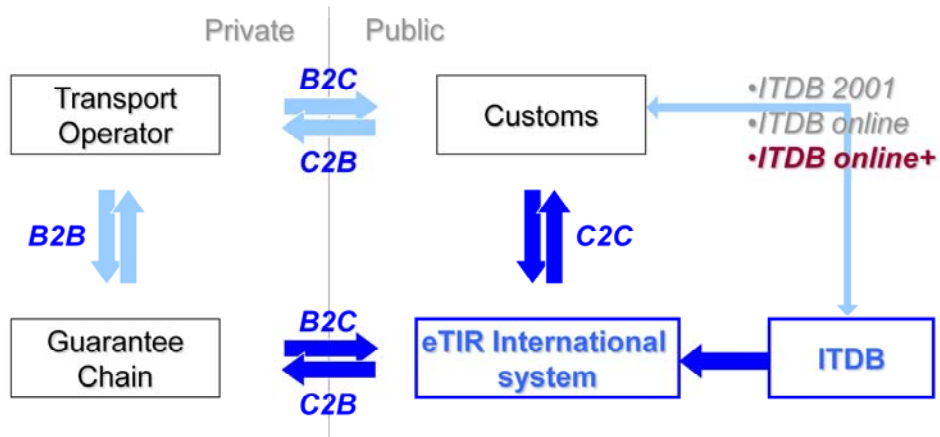 Private
Public
B2C
Transport
Operator
Customs
•ITDB 2001
•ITDB online
•ITDB online+
C2B
B2B
C2C
B2C
Guarantee
Chain
eTIR International
system
ITDB
C2B